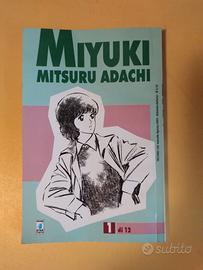 MIYUKI
MITSURU ADACHI
1 di 12
subito